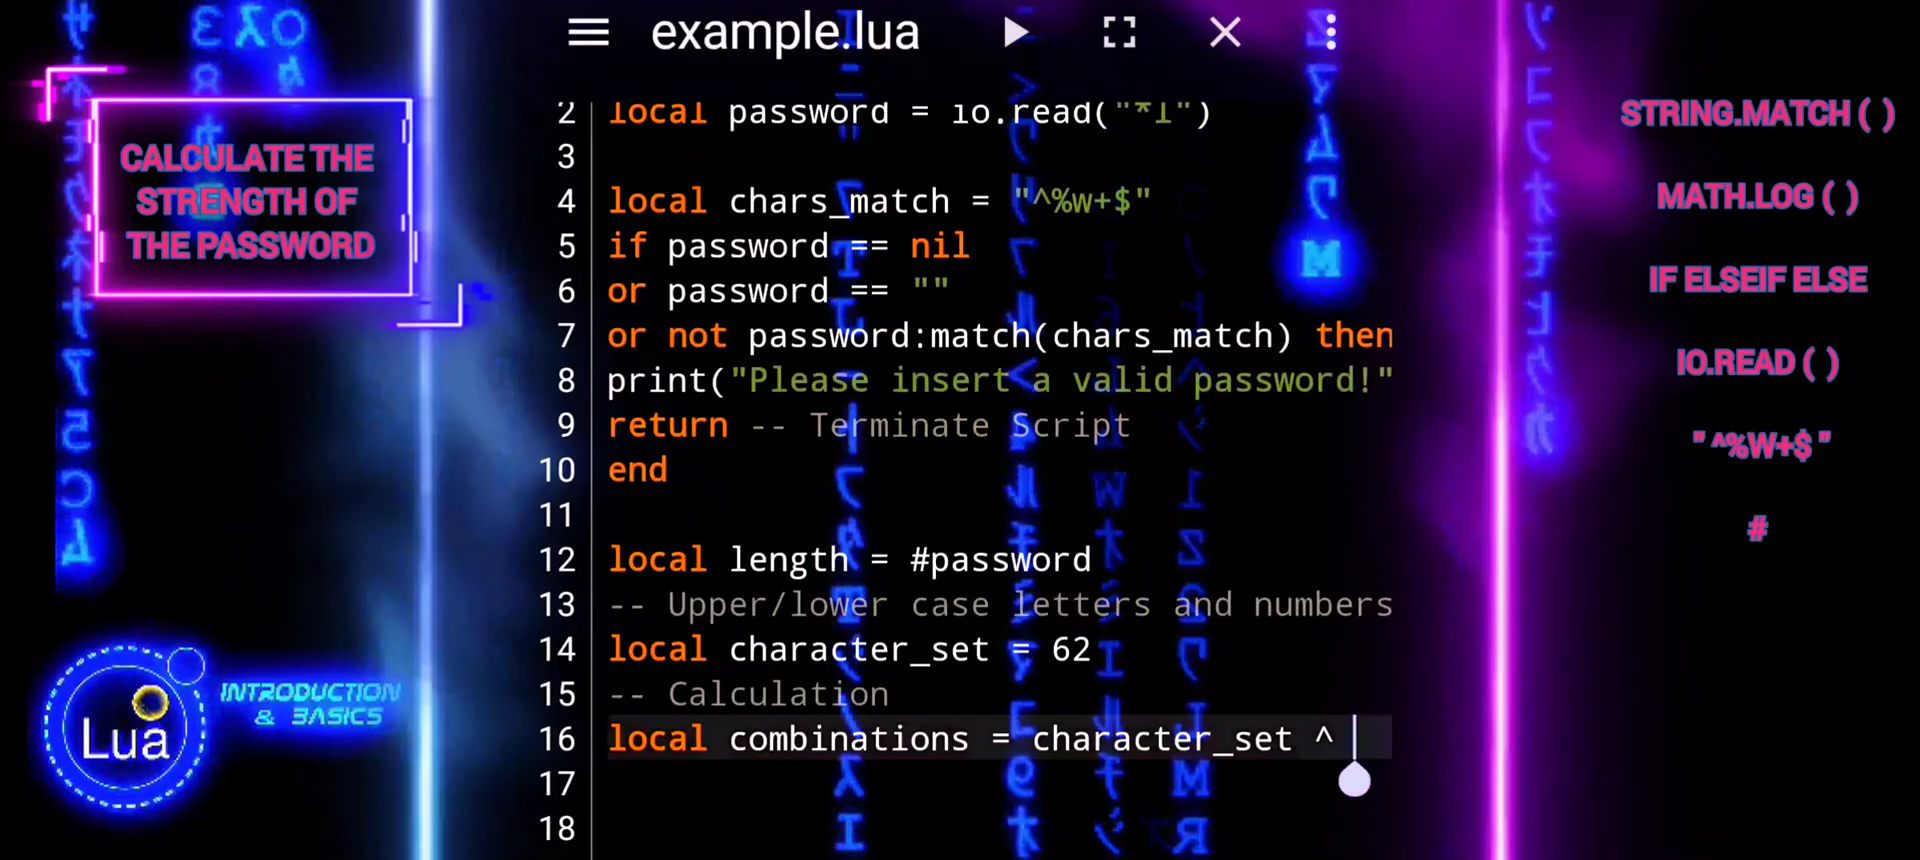 CALCULATE THE
STRENGTH OF
THE PASSWORD
Lua
INTRODUCTION
& BASICS
example.lua
2 local password = io.read("*l")
3
4 local chars_match = "^%w+$"
5 if password == nil
6 or password == ""
7 or not password:match(chars_match) then
8 print("Please insert a valid password!"
9 return -- Terminate Script
10 end
11
12 local length = #password
13 -- Upper/lower case letters and numbers
14 local character_set = 62
15 -- Calculation
16 local combinations = character_set ^
17
18
STRING.MATCH ( )
MATH.LOG ( )
IF ELSEIF ELSE
IO.READ ( )
" ^%W+$ "
#